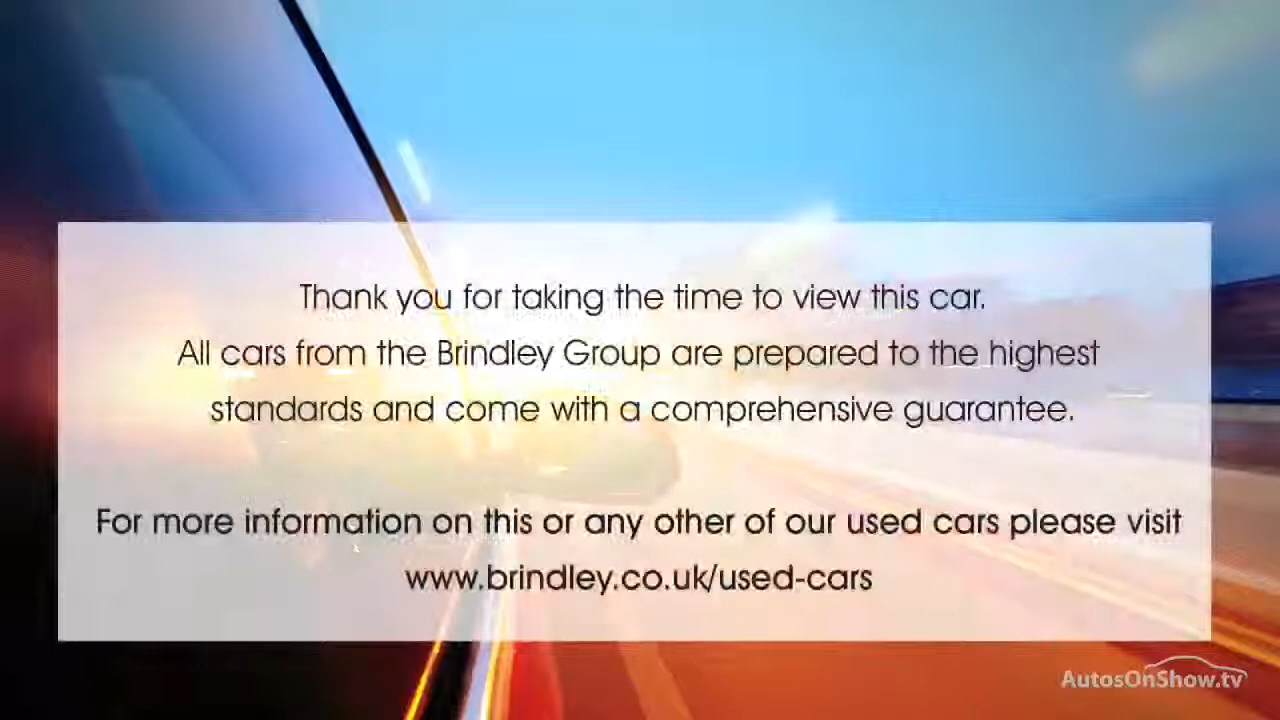 Thank you for taking the time to view this car.
All cars from the Brindley Group are prepared to the highest
standards and come with a comprehensive guarantee.
For more information on this or any other of our used cars please visit
www.brindley.co.uk/used-cars
AutosOnShow.tv